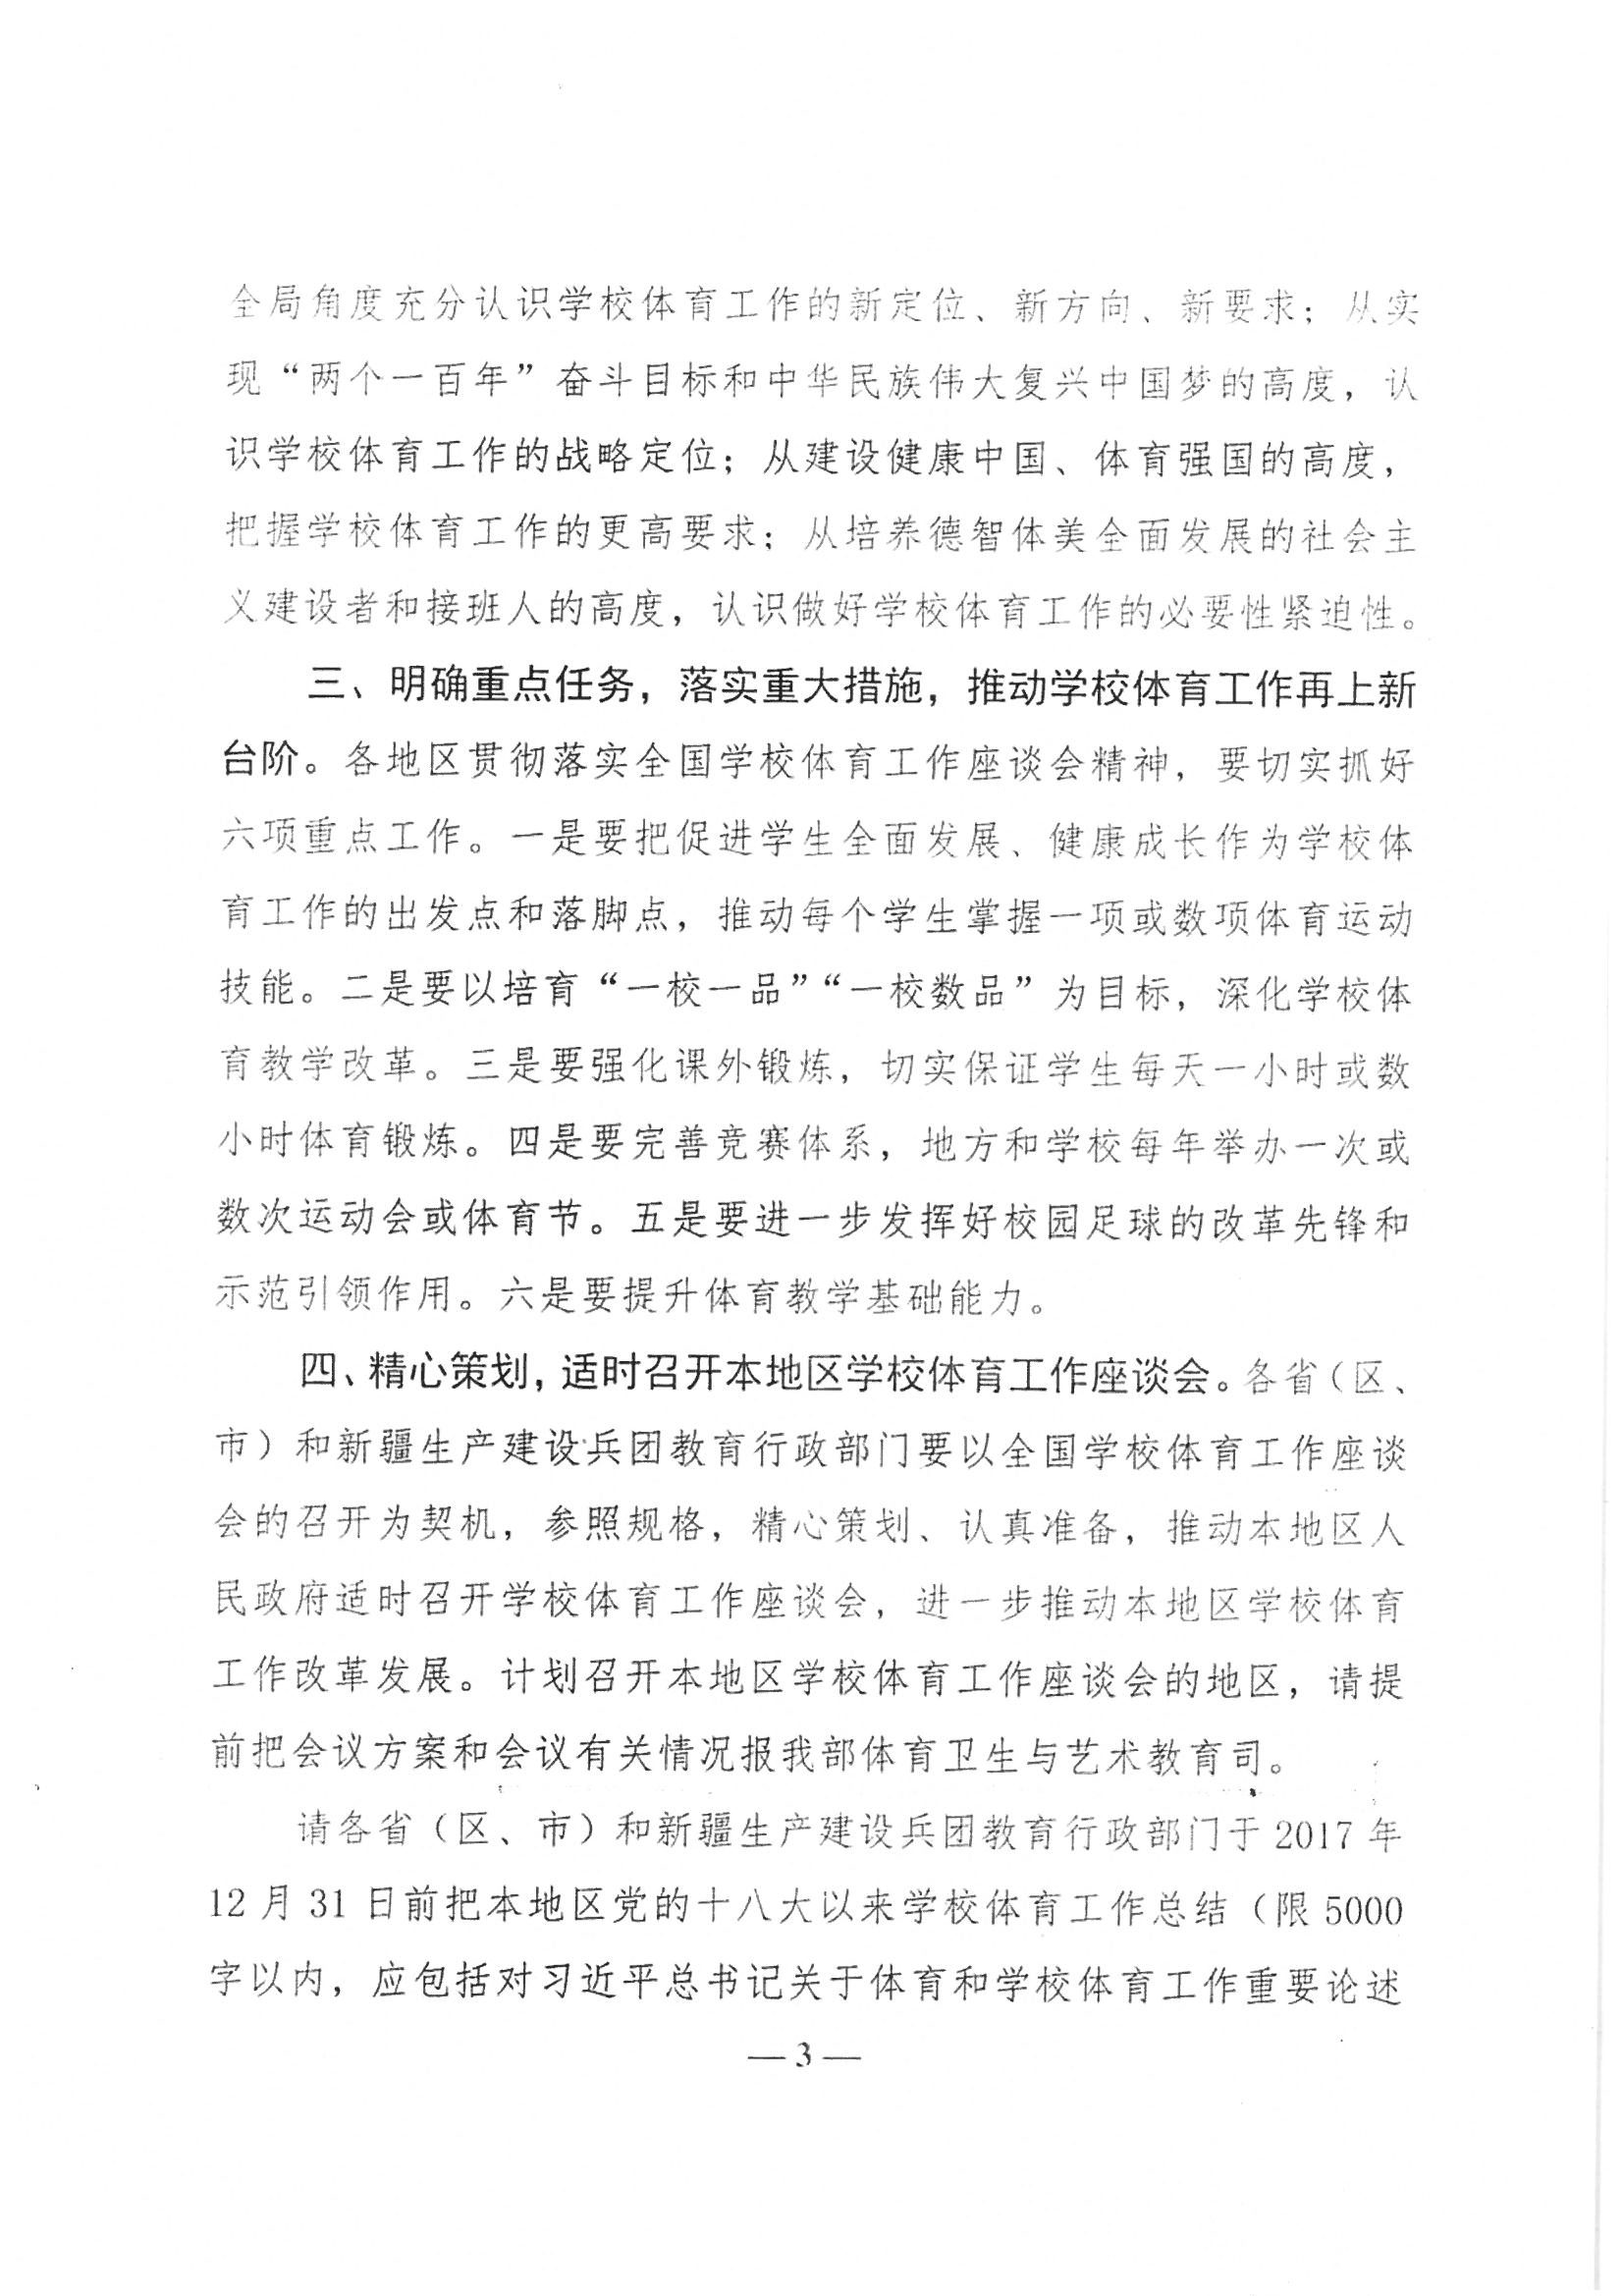 全局角度充分认识学校体育工作的新定位、新方向、新要求；从实
现“两个一百年”奋斗目标和中华民族伟大复兴中国梦的高度，认
识学校体育工作的战略定位；从建设健康中国、体育强国的高度，
把握学校体育工作的更高要求；从培养德智体美全面发展的社会主
义建设者和接班人的高度，认识做好学校体育工作的必要性紧迫性。
三、明确重点任务，落实重大措施，推动学校体育工作再上新
台阶。各地区贯彻落实全国学校体育工作座谈会精神，要切实抓好
六项重点工作。一是要把促进学生全面发展、健康成长作为学校体
育工作的出发点和落脚点，推动每个学生掌握一项或数项体育运动
技能。二是要以培育“一校一品”“一校数品”为目标，深化学校体
育教学改革。三是要强化课外锻炼，切实保证学生每天一小时或数
小时体育锻炼。四是要完善竞赛体系，地方和学校每年举办一次或
数次运动会或体育节。五是要进一步发挥好校园足球的改革先锋和
示范引领作用。六是要提升体育教学基础能力。
四、精心策划，适时召开本地区学校体育工作座谈会。各省（区、
市）和新疆生产建设兵团教育行政部门要以全国学校体育工作座谈
会的召开为契机，参照规格，精心策划、认真准备，推动本地区人
民政府适时召开学校体育工作座谈会，进一步推动本地区学校体育
工作改革发展。计划召开本地区学校体育工作座谈会的地区，请提
前把会议方案和会议有关情况报我部体育卫生与艺术教育司。
请各省（区、市）和新疆生产建设兵团教育行政部门于 2017 年
12 月 31 日前把本地区党的十八大以来学校体育工作总结（限 5000
字以内，应包括对习近平总书记关于体育和学校体育工作重要论述
— 3 —